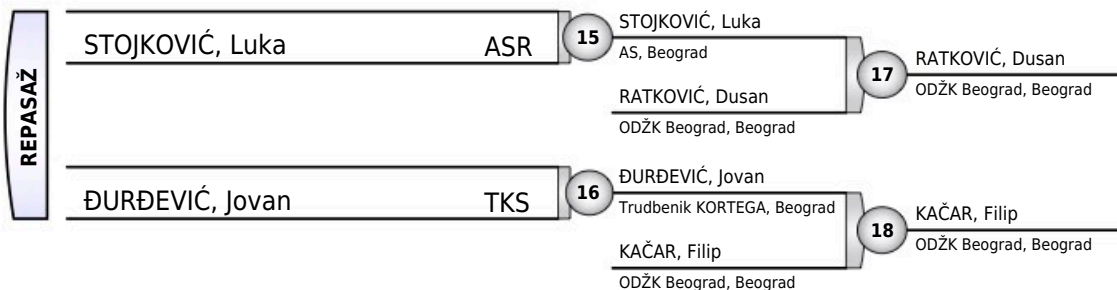 REPASAŽ
STOJKOVIĆ, Luka ASR
15
STOJKOVIĆ, Luka
AS, Beograd
RATKOVIĆ, Dusan
ODŽK Beograd, Beograd
17
RATKOVIĆ, Dusan
ODŽK Beograd, Beograd
ĐURĐEVIĆ, Jovan TKS
16
ĐURĐEVIĆ, Jovan
Trudbenik KORTEGA, Beograd
KAČAR, Filip
ODŽK Beograd, Beograd
18
KAČAR, Filip
ODŽK Beograd, Beograd